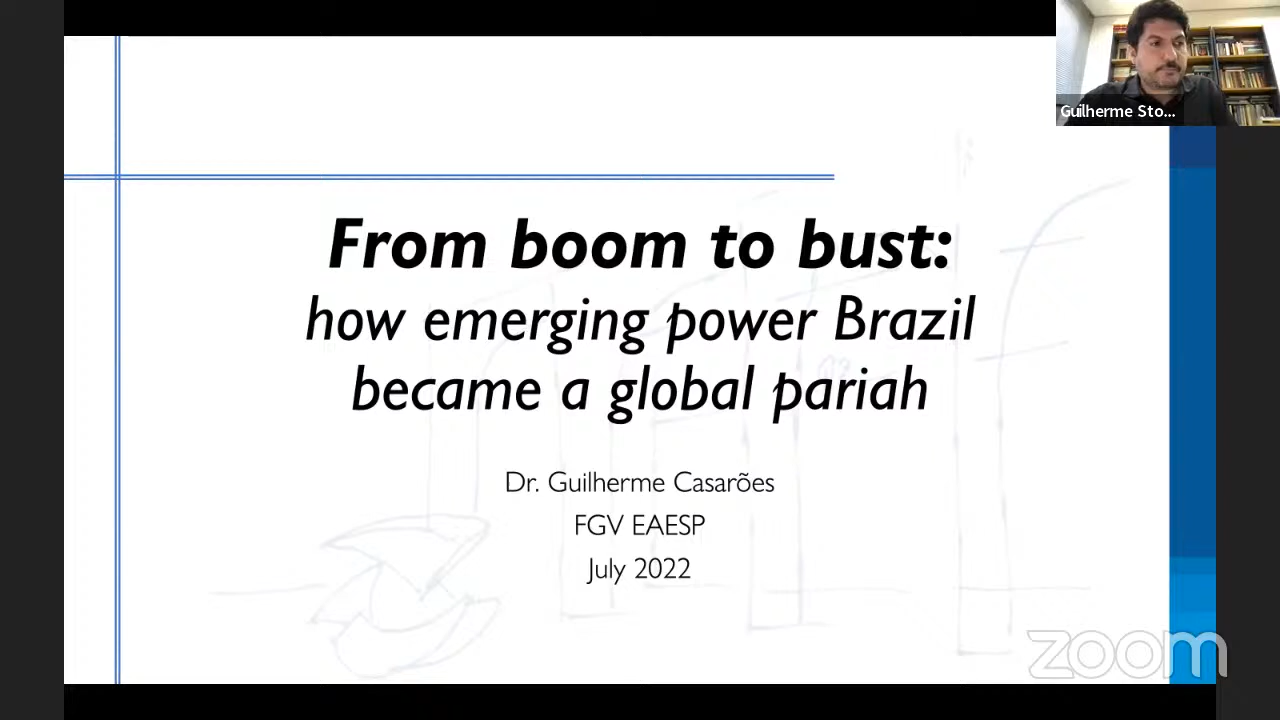 Guilherme Sto...
From boom to bust:
how emerging power Brazil
became a global pariah
Dr. Guilherme Casarões
FGV EAESP
July 2022
zoom